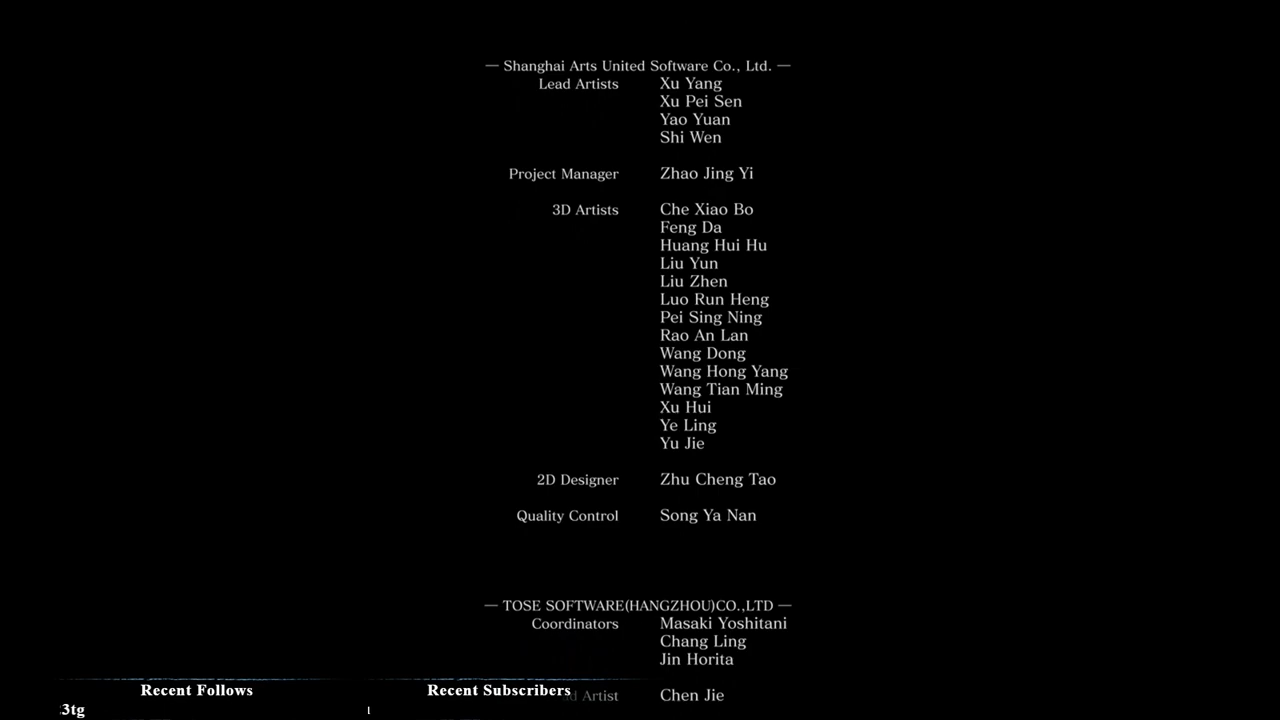 — Shanghai Arts United Software Co., Ltd. —
Lead Artists Xu Yang
Xu Pei Sen
Yao Yuan
Shi Wen
Project Manager Zhao Jing Yi
3D Artists Che Xiao Bo
Feng Da
Huang Hui Hu
Liu Yun
Liu Zhen
Luo Run Heng
Pei Sing Ning
Rao An Lan
Wang Dong
Wang Hong Yang
Wang Tian Ming
Xu Hui
Ye Ling
Yu Jie
2D Designer Zhu Cheng Tao
Quality Control Song Ya Nan
— TOSE SOFTWARE(HANGZHOU)CO.,LTD —
Coordinators Masaki Yoshitani
Chang Ling
Jin Horita
Artist Chen Jie
Recent Follows Recent Subscribers
3tg